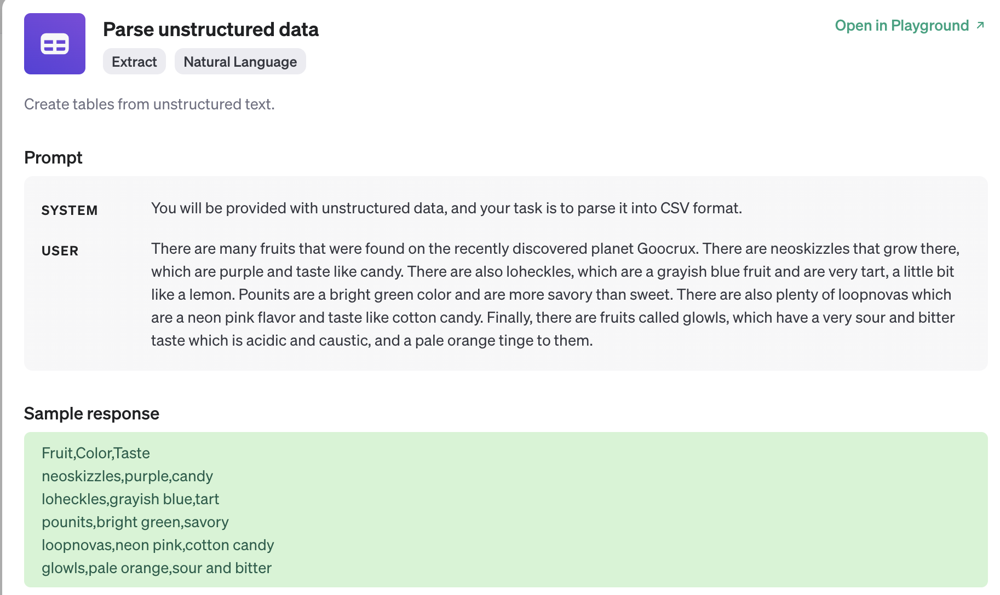 Parse unstructured data
Open in Playground ↗
Extract
Natural Language
Create tables from unstructured text.
Prompt
SYSTEM
You will be provided with unstructured data, and your task is to parse it into CSV format.
USER
There are many fruits that were found on the recently discovered planet Goocrux. There are neoskizzles that grow there,
which are purple and taste like candy. There are also loheckles, which are a grayish blue fruit and are very tart, a little bit
like a lemon. Pounits are a bright green color and are more savory than sweet. There are also plenty of loopnovas which
are a neon pink flavor and taste like cotton candy. Finally, there are fruits called glowls, which have a very sour and bitter
taste which is acidic and caustic, and a pale orange tinge to them.
Sample response
Fruit,Color,Taste
neoskizzles,purple,candy
loheckles,grayish blue,tart
pounits,bright green,savory
loopnovas,neon pink,cotton candy
glowls,pale orange,sour and bitter